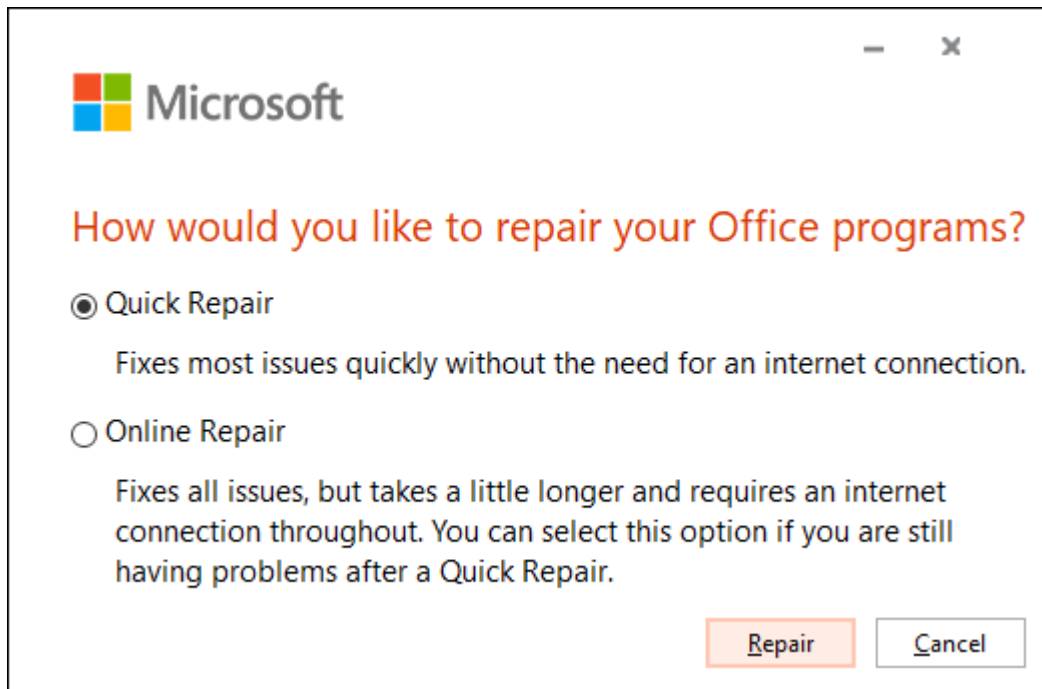 Microsoft
How would you like to repair your Office programs?
Quick Repair
Fixes most issues quickly without the need for an internet connection.
Online Repair
Fixes all issues, but takes a little longer and requires an internet
connection throughout. You can select this option if you are still
having problems after a Quick Repair.
Repair Cancel